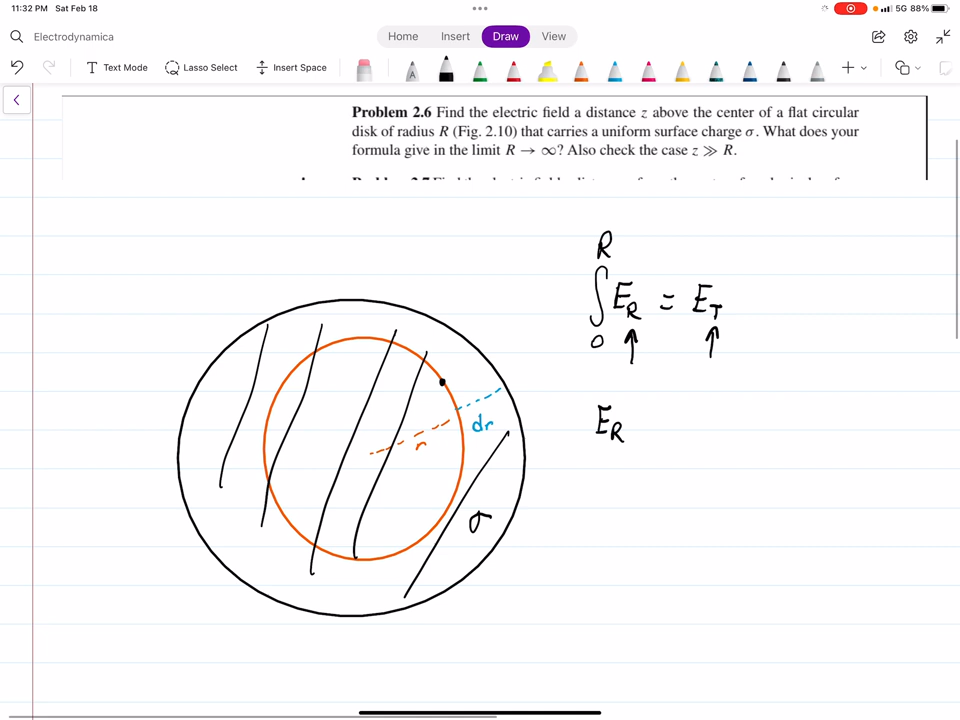 11:32 PM Sat Feb 18
5G 88%
Electrodynamica
Home Insert Draw View
Text Mode Lasso Select Insert Space
A
Problem 2.6 Find the electric field a distance z above the center of a flat circular
disk of radius R (Fig. 2.10) that carries a uniform surface charge σ. What does your
formula give in the limit R → ∞? Also check the case z ≫ R.
R
∫ E_R = E_T
0 ↑ ↑
E_R
r
dr
σ